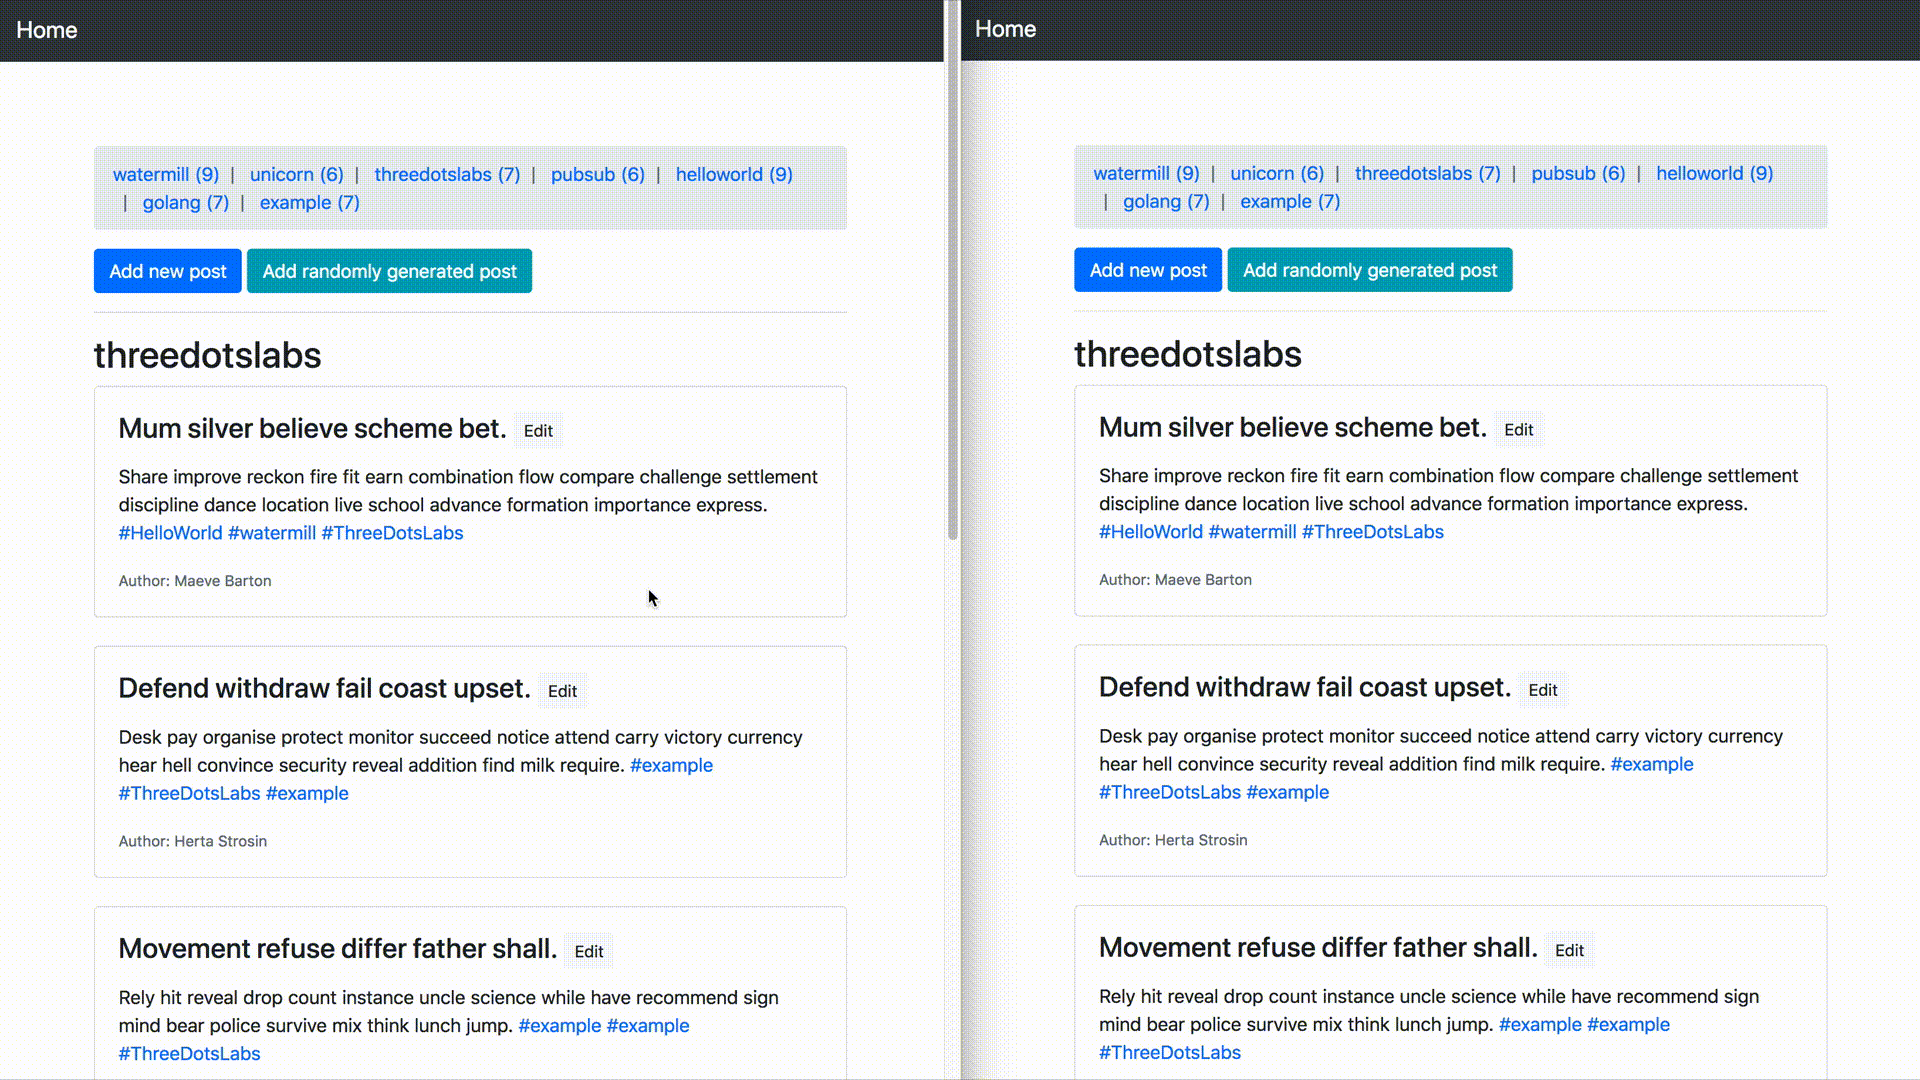 Home
watermill (9) | unicorn (6) | threedotslabs (7) | pubsub (6) | helloworld (9)
| golang (7) | example (7)
Add new post Add randomly generated post
threedotslabs
Mum silver believe scheme bet. Edit
Share improve reckon fire fit earn combination flow compare challenge settlement
discipline dance location live school advance formation importance express.
#HelloWorld #watermill #ThreeDotsLabs
Author: Maeve Barton
Defend withdraw fail coast upset. Edit
Desk pay organise protect monitor succeed notice attend carry victory currency
hear hell convince security reveal addition find milk require. #example
#ThreeDotsLabs #example
Author: Herta Strosin
Movement refuse differ father shall. Edit
Rely hit reveal drop count instance uncle science while have recommend sign
mind bear police survive mix think lunch jump. #example #example
#ThreeDotsLabs
Home
watermill (9) | unicorn (6) | threedotslabs (7) | pubsub (6) | helloworld (9)
| golang (7) | example (7)
Add new post Add randomly generated post
threedotslabs
Mum silver believe scheme bet. Edit
Share improve reckon fire fit earn combination flow compare challenge settlement
discipline dance location live school advance formation importance express.
#HelloWorld #watermill #ThreeDotsLabs
Author: Maeve Barton
Defend withdraw fail coast upset. Edit
Desk pay organise protect monitor succeed notice attend carry victory currency
hear hell convince security reveal addition find milk require. #example
#ThreeDotsLabs #example
Author: Herta Strosin
Movement refuse differ father shall. Edit
Rely hit reveal drop count instance uncle science while have recommend sign
mind bear police survive mix think lunch jump. #example #example
#ThreeDotsLabs